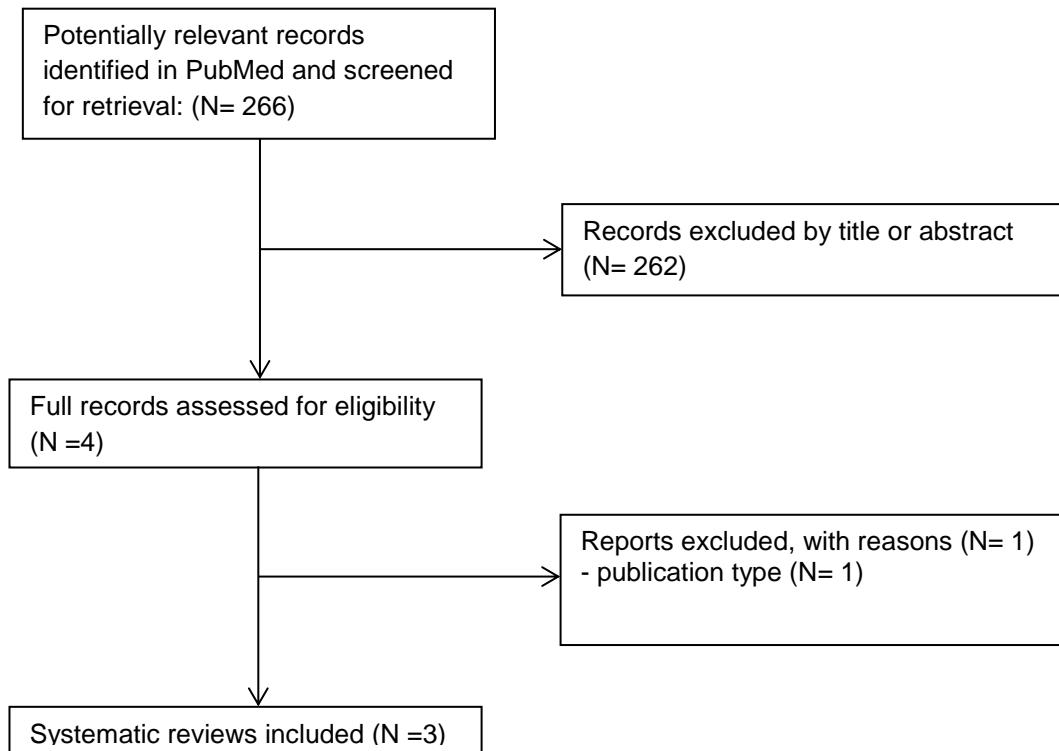 Potentially relevant records
identified in PubMed and screened
for retrieval: (N= 266)
Records excluded by title or abstract
(N= 262)
Full records assessed for eligibility
(N =4)
Reports excluded, with reasons (N= 1)
- publication type (N= 1)
Systematic reviews included (N =3)